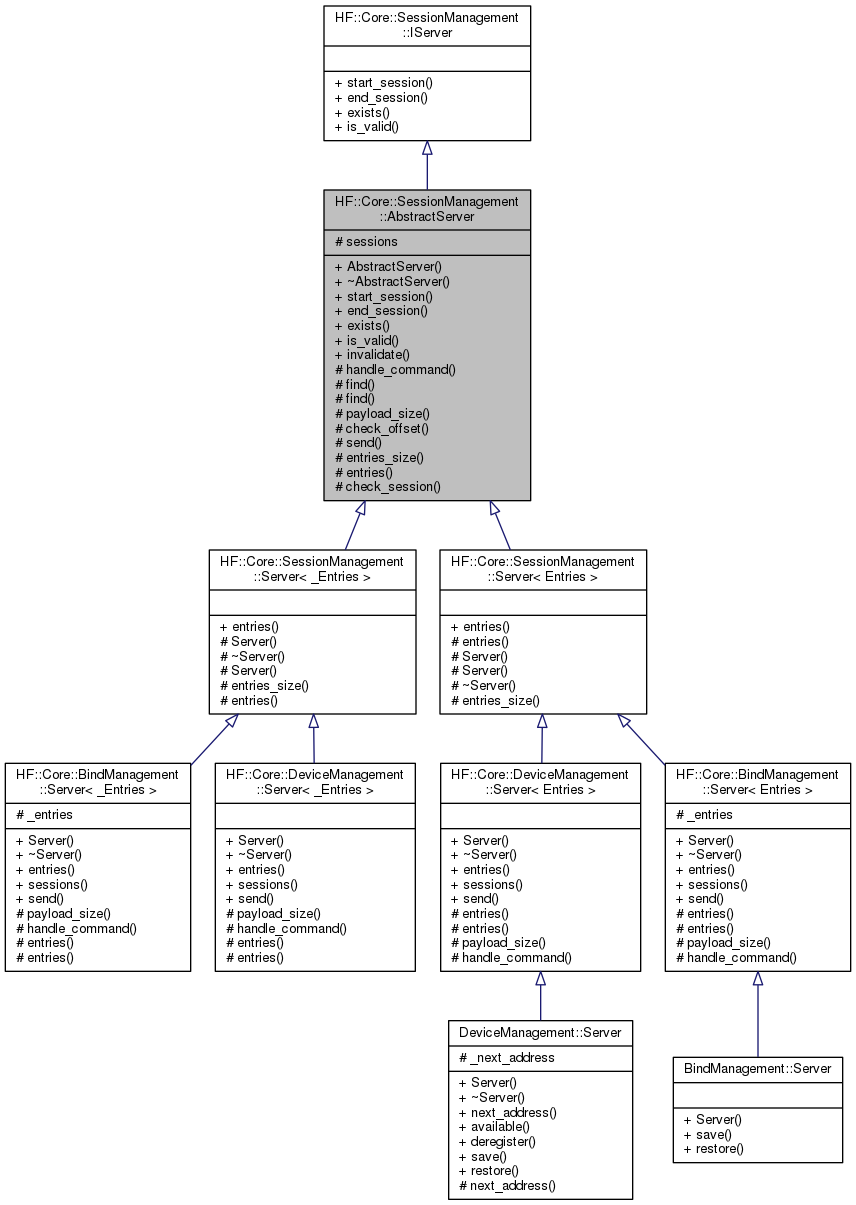 HF::Core::SessionManagement
::IServer
+ start_session()
+ end_session()
+ exists()
+ is_valid()
HF::Core::SessionManagement
::AbstractServer
# sessions
+ AbstractServer()
+ ~AbstractServer()
+ start_session()
+ end_session()
+ exists()
+ is_valid()
+ invalidate()
# handle_command()
# find()
# find()
# payload_size()
# check_offset()
# send()
# entries_size()
# entries()
# check_session()
HF::Core::SessionManagement
::Server< _Entries >
+ entries()
# Server()
# ~Server()
# Server()
# entries_size()
# entries()
HF::Core::SessionManagement
::Server< Entries >
+ entries()
# entries()
# Server()
# Server()
# ~Server()
# entries_size()
HF::Core::BindManagement
::Server< _Entries >
# _entries
+ Server()
+ ~Server()
+ entries()
+ sessions()
+ send()
# payload_size()
# handle_command()
# entries()
# entries()
HF::Core::DeviceManagement
::Server< _Entries >
+ Server()
+ ~Server()
+ entries()
+ sessions()
+ send()
# payload_size()
# handle_command()
# entries()
# entries()
HF::Core::DeviceManagement
::Server< Entries >
+ Server()
+ ~Server()
+ entries()
+ sessions()
+ send()
# entries()
# entries()
# payload_size()
# handle_command()
HF::Core::BindManagement
::Server< Entries >
# _entries
+ Server()
+ ~Server()
+ entries()
+ sessions()
+ send()
# entries()
# entries()
# payload_size()
# handle_command()
DeviceManagement::Server
# _next_address
+ Server()
+ ~Server()
+ next_address()
+ available()
+ deregister()
+ save()
+ restore()
# next_address()
BindManagement::Server
+ Server()
+ save()
+ restore()